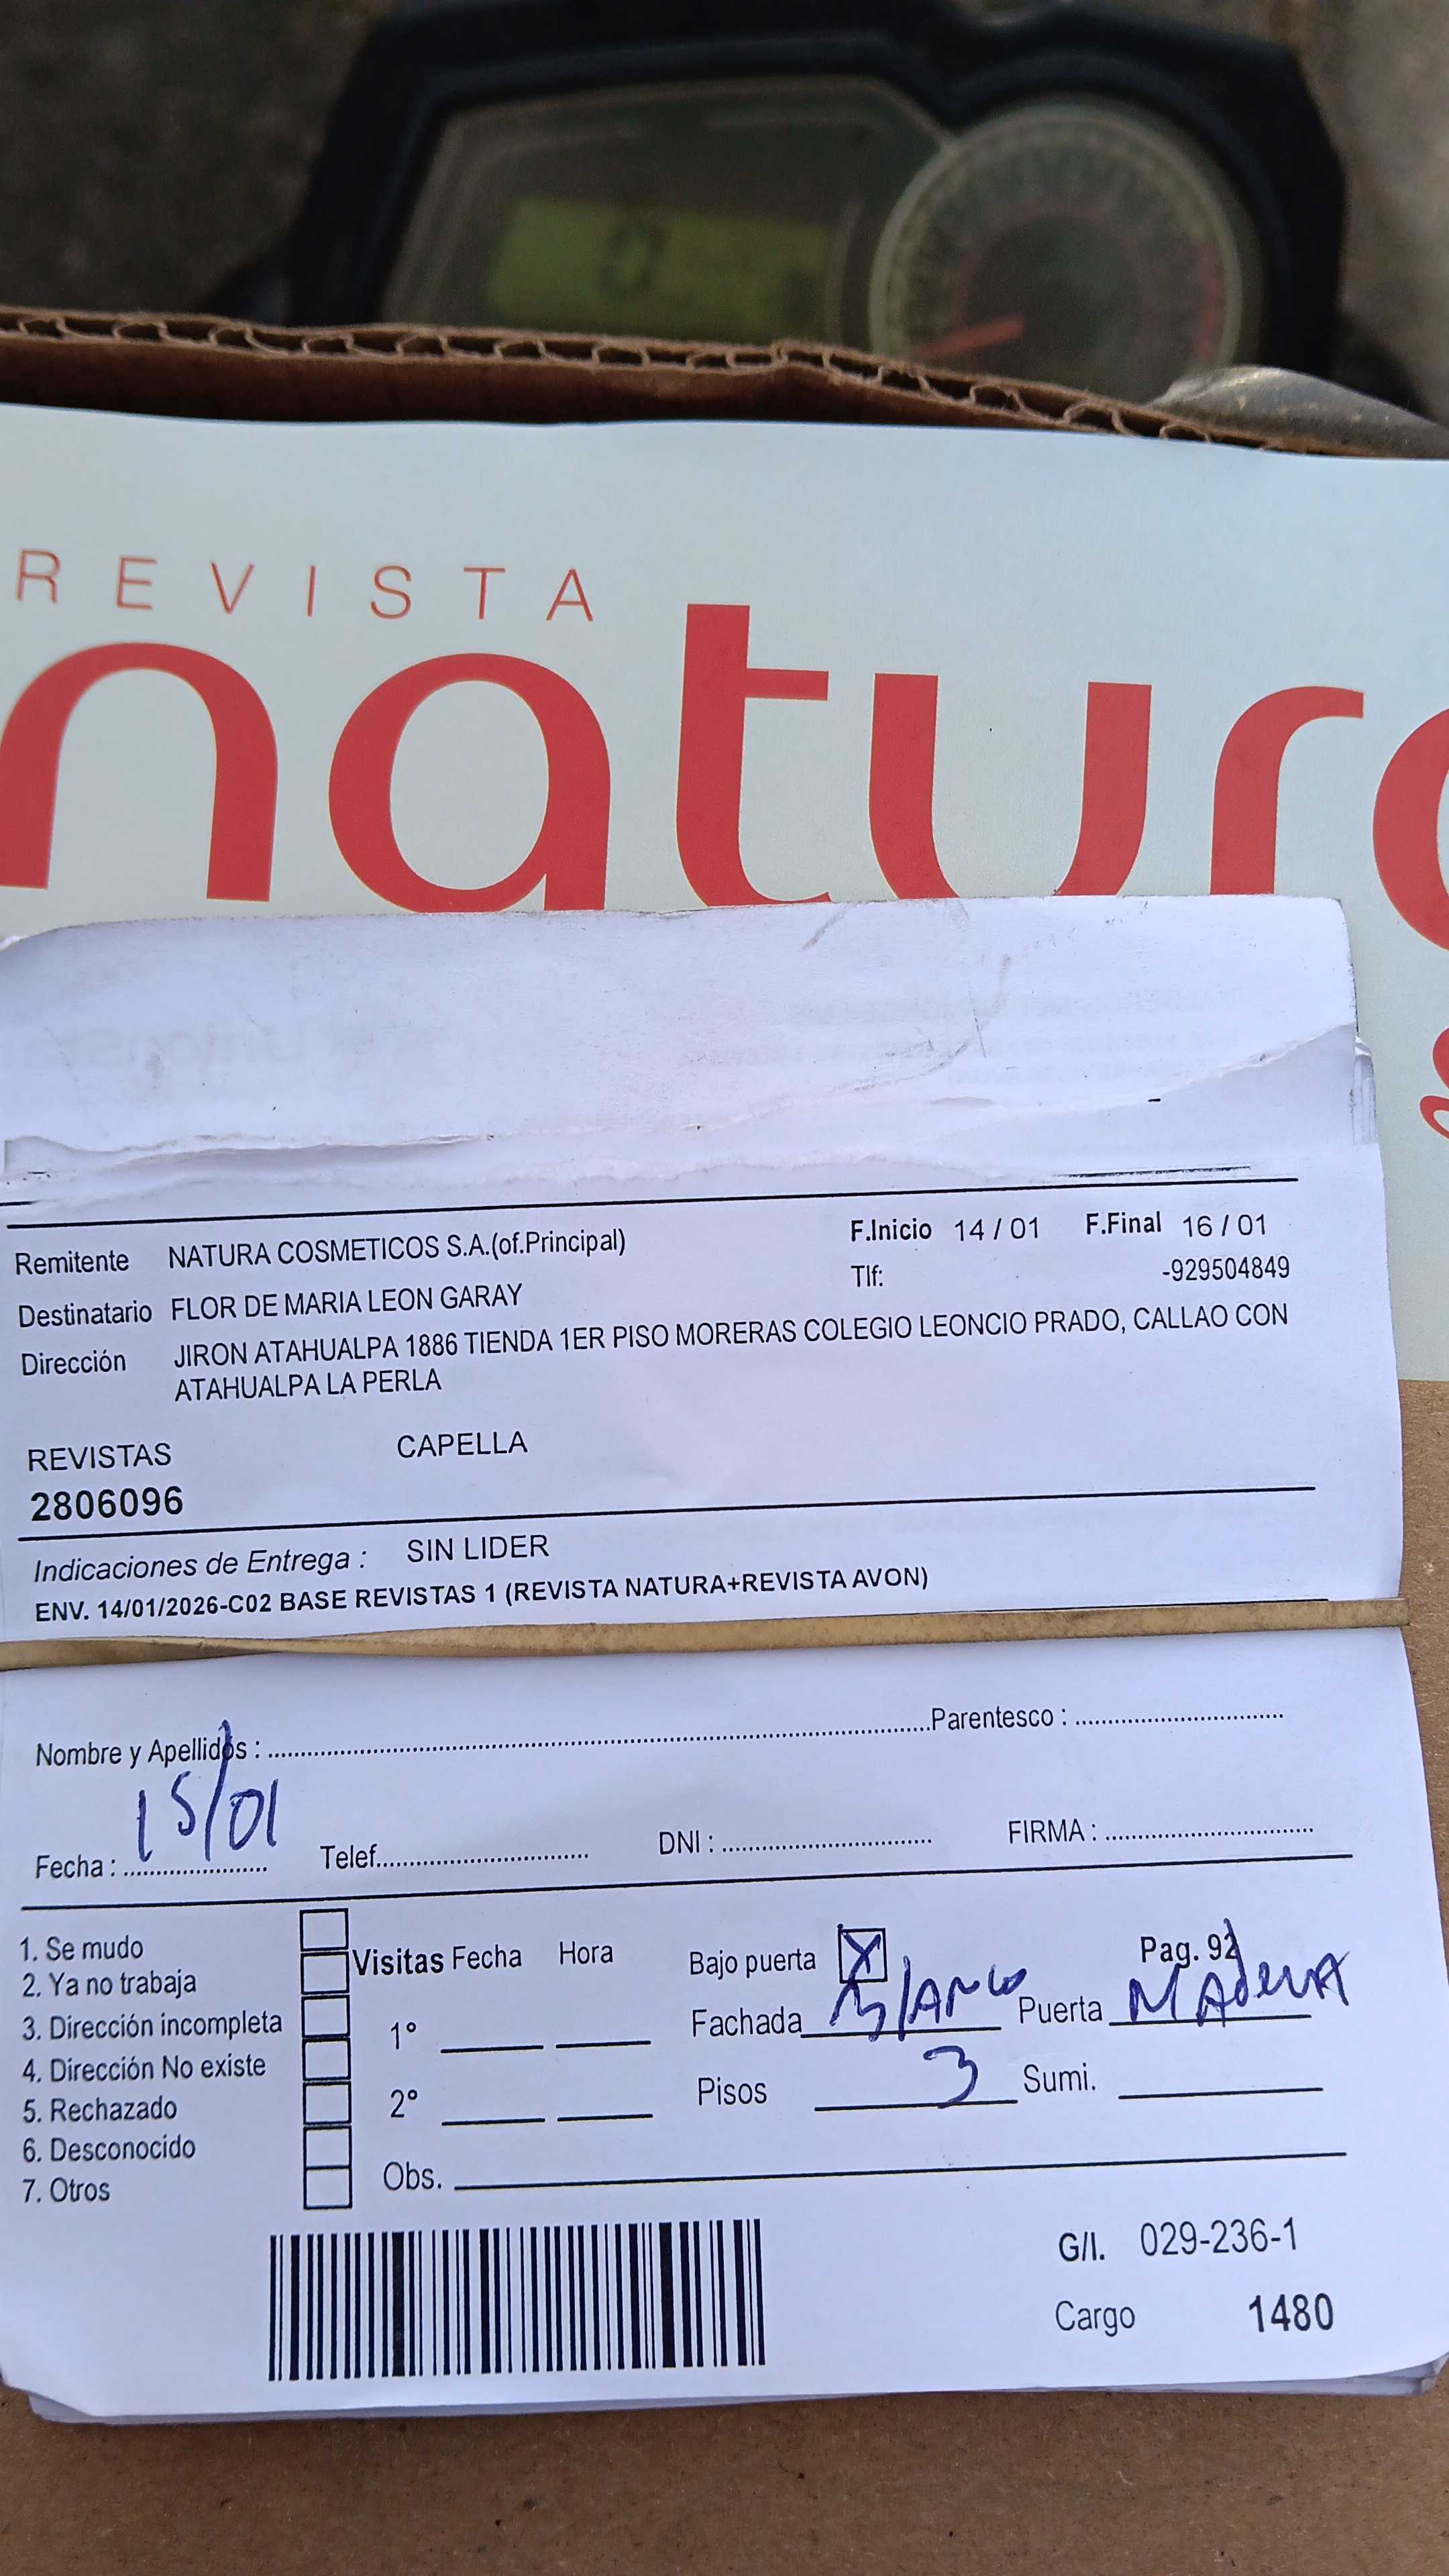 REVISTA
natura
Remitente NATURA COSMETICOS S.A.(of.Principal) F.Inicio 14 / 01 F.Final 16 / 01
Tlf: -929504849
Destinatario FLOR DE MARIA LEON GARAY
Dirección JIRON ATAHUALPA 1886 TIENDA 1ER PISO MORERAS COLEGIO LEONCIO PRADO, CALLAO CON
ATAHUALPA LA PERLA
REVISTAS CAPELLA
2806096
Indicaciones de Entrega : SIN LIDER
ENV. 14/01/2026-C02 BASE REVISTAS 1 (REVISTA NATURA+REVISTA AVON)
Nombre y Apellidos : Parentesco :
Fecha : 15/01 Telef. DNI : FIRMA :
1. Se mudo
2. Ya no trabaja
3. Dirección incompleta
4. Dirección No existe
5. Rechazado
6. Desconocido
7. Otros
Visitas Fecha Hora
1°
2°
Obs.
Bajo puerta X Pag. 92
Fachada Blanco Puerta MADERA
Pisos 3 Sumi.
G/I. 029-236-1
Cargo 1480